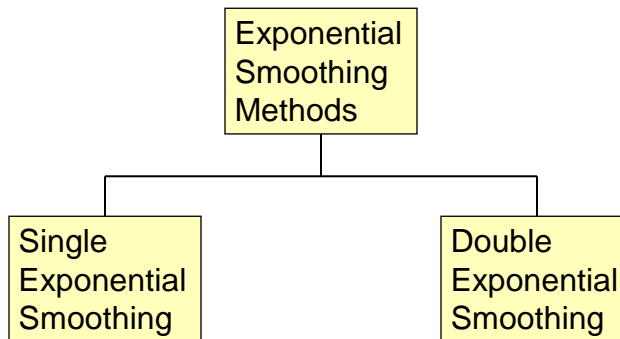 Exponential
Smoothing
Methods
Single
Exponential
Smoothing
Double
Exponential
Smoothing